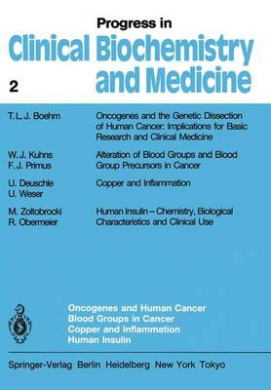 Progress in
Clinical Biochemistry
and Medicine
2
T.L.J. Boehm
Oncogenes and the Genetic Dissection
of Human Cancer: Implications for Basic
Research and Clinical Medicine
W.J. Kuhns
F.J. Primus
Alteration of Blood Groups and Blood
Group Precursors in Cancer
U. Deuschle
U. Weser
Copper and Inflammation
M. Zoltobrocki
R. Obermeier
Human Insulin – Chemistry, Biological
Characteristics and Clinical Use
Oncogenes and Human Cancer
Blood Groups in Cancer
Copper and Inflammation
Human Insulin
Springer-Verlag Berlin Heidelberg New York Tokyo